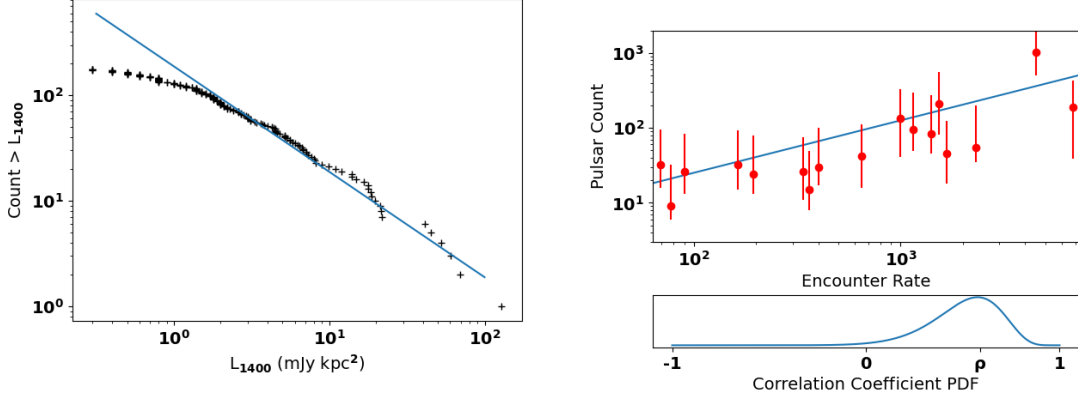 Count > L₁₄₀₀
10²
10¹
10⁰
10⁰
10¹
10²
L₁₄₀₀ (mJy kpc²)
Pulsar Count
10³
10²
10¹
10²
10³
Encounter Rate
-1
0
ρ
1
Correlation Coefficient PDF